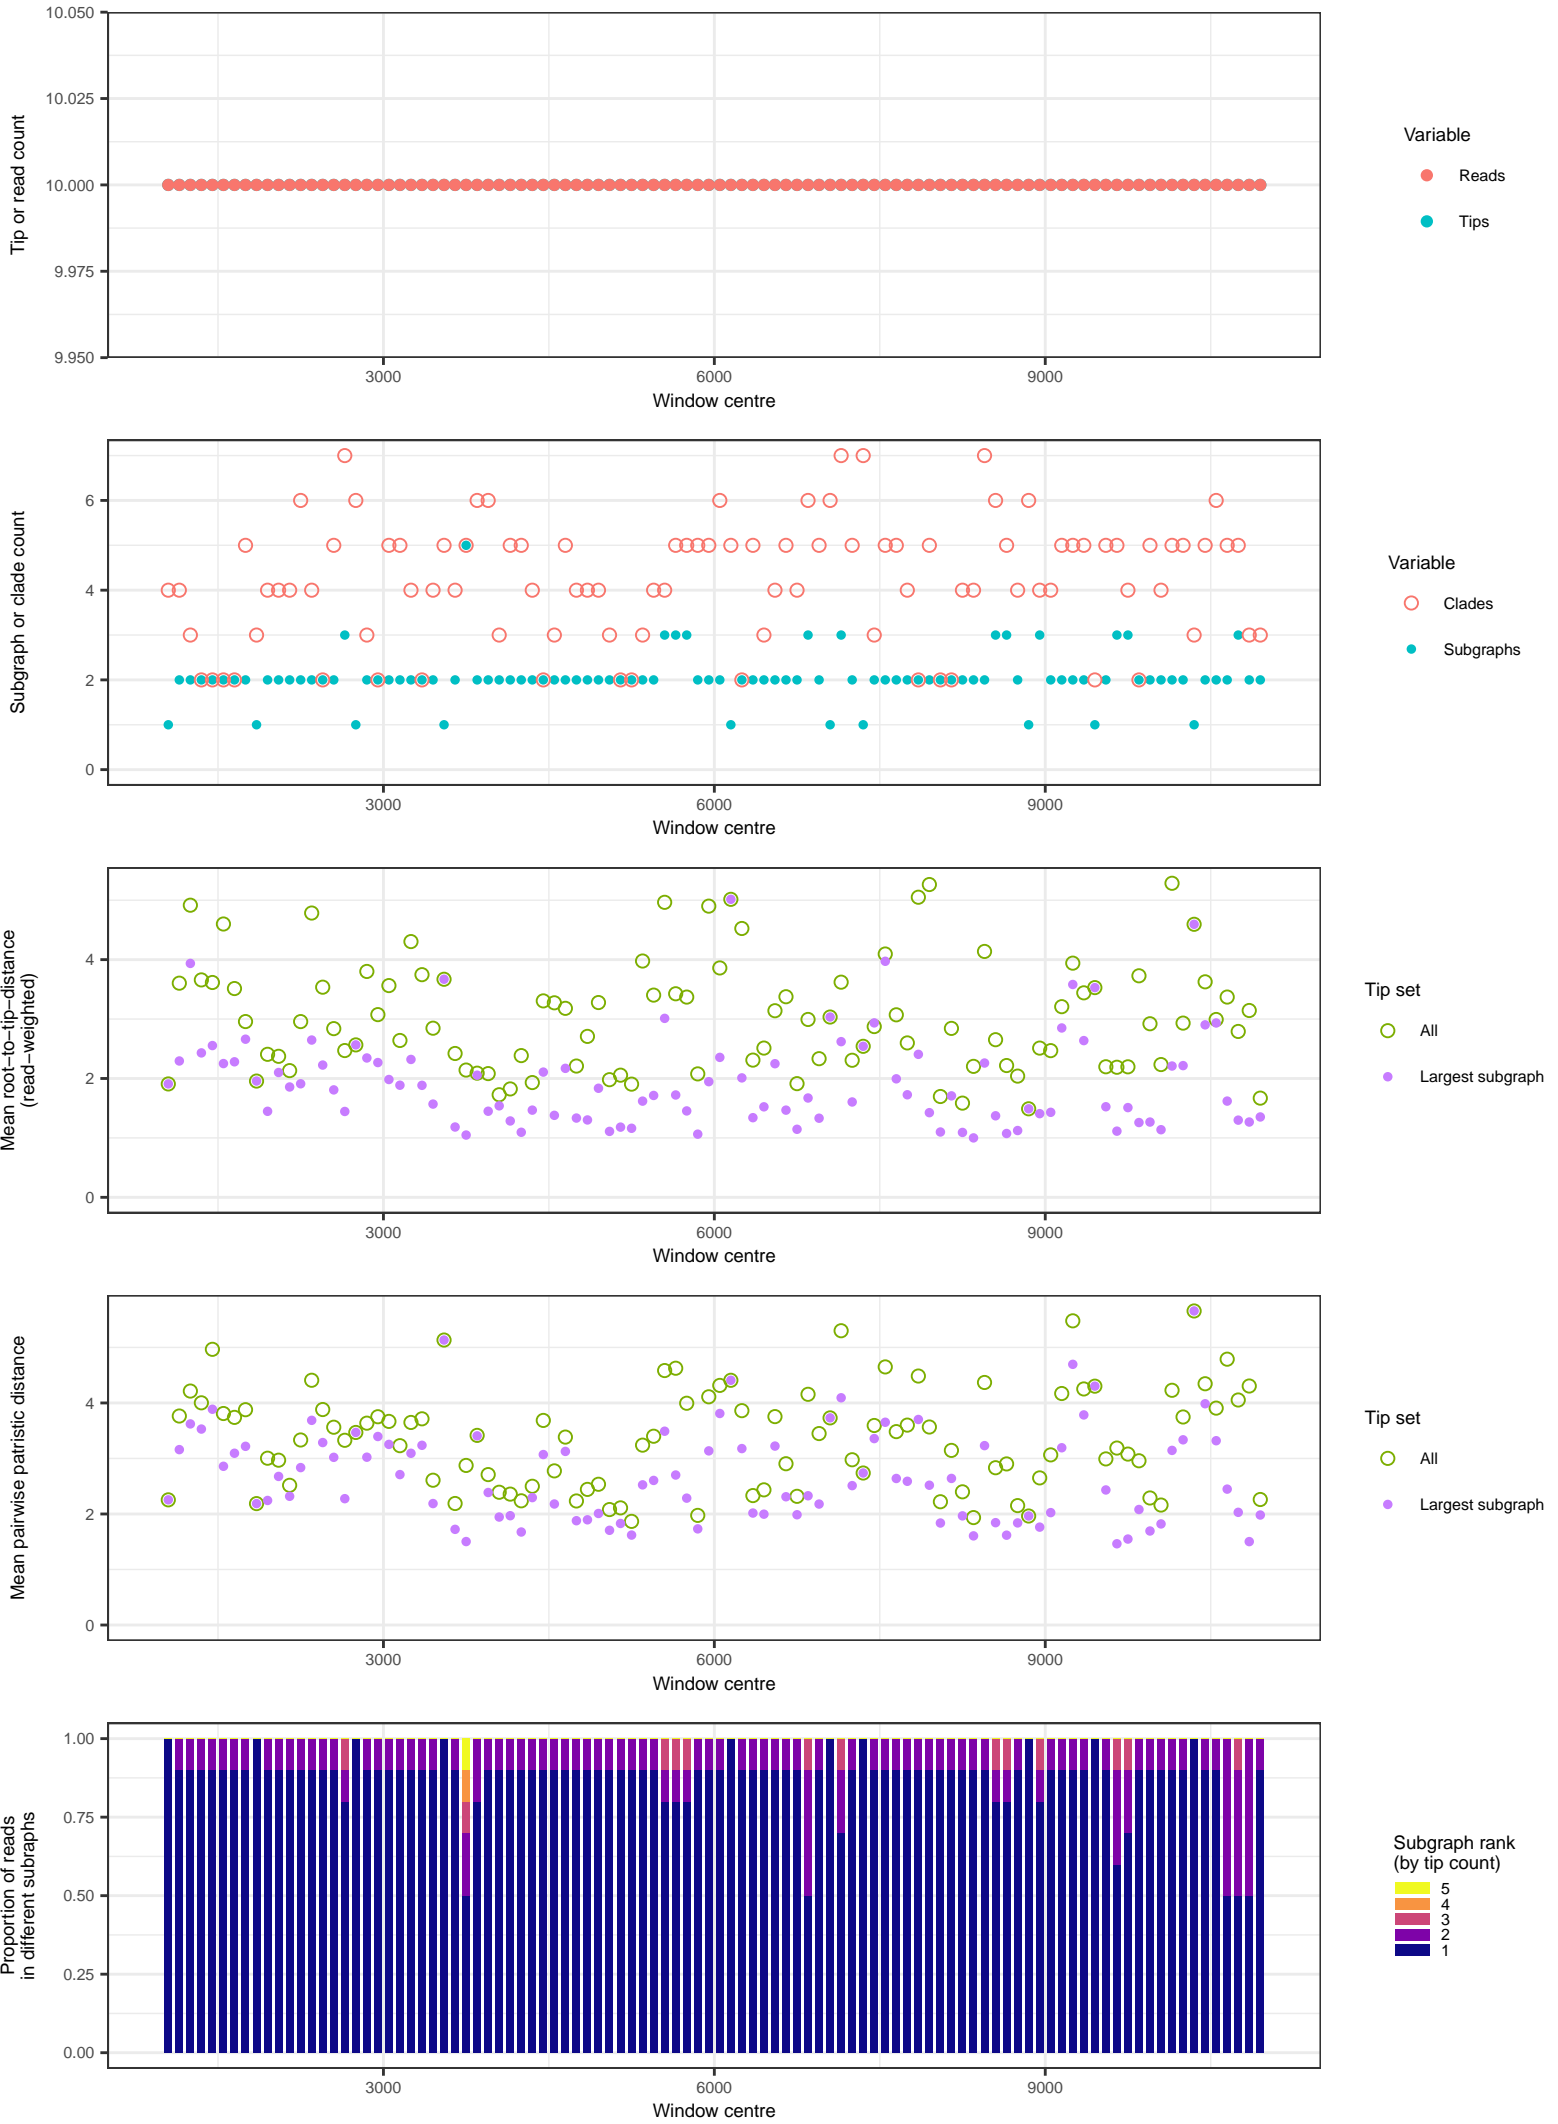 10.050
10.025
10.000
9.975
9.950
Tip or read count
3000 6000 9000
Window centre
Variable
Reads
Tips
6
4
2
0
Subgraph or clade count
3000 6000 9000
Window centre
Variable
Clades
Subgraphs
4
2
0
Mean root−to−tip−distance
(read−weighted)
3000 6000 9000
Window centre
Tip set
All
Largest subgraph
4
2
0
Mean pairwise patristic distance
3000 6000 9000
Window centre
Tip set
All
Largest subgraph
1.00
0.75
0.50
0.25
0.00
Proportion of reads
in different subraphs
3000 6000 9000
Window centre
Subgraph rank
(by tip count)
5
4
3
2
1